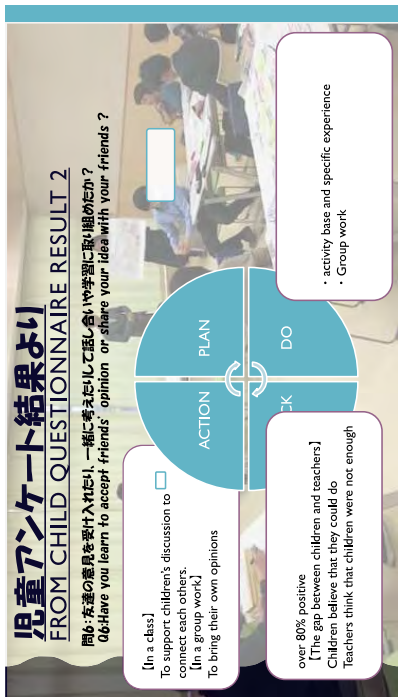 児童アンケート結果より
FROM CHILD QUESTIONNAIRE RESULT 2
問6:友達の意見を受け入れたり、一緒に考えたりして話し合いや学習に取り組めたか?
Q6:Have you learn to accept friends' opinion or share your idea with your friends ?
ACTION
PLAN
DO
CK
【In a class】
To support children's discussion to
connect each others.
【In a group work】
To bring their own opinions
・activity base and specific experience
・Group work
over 80% positive
【The gap between children and teachers】
Children believe that they could do
Teachers think that children were not enough